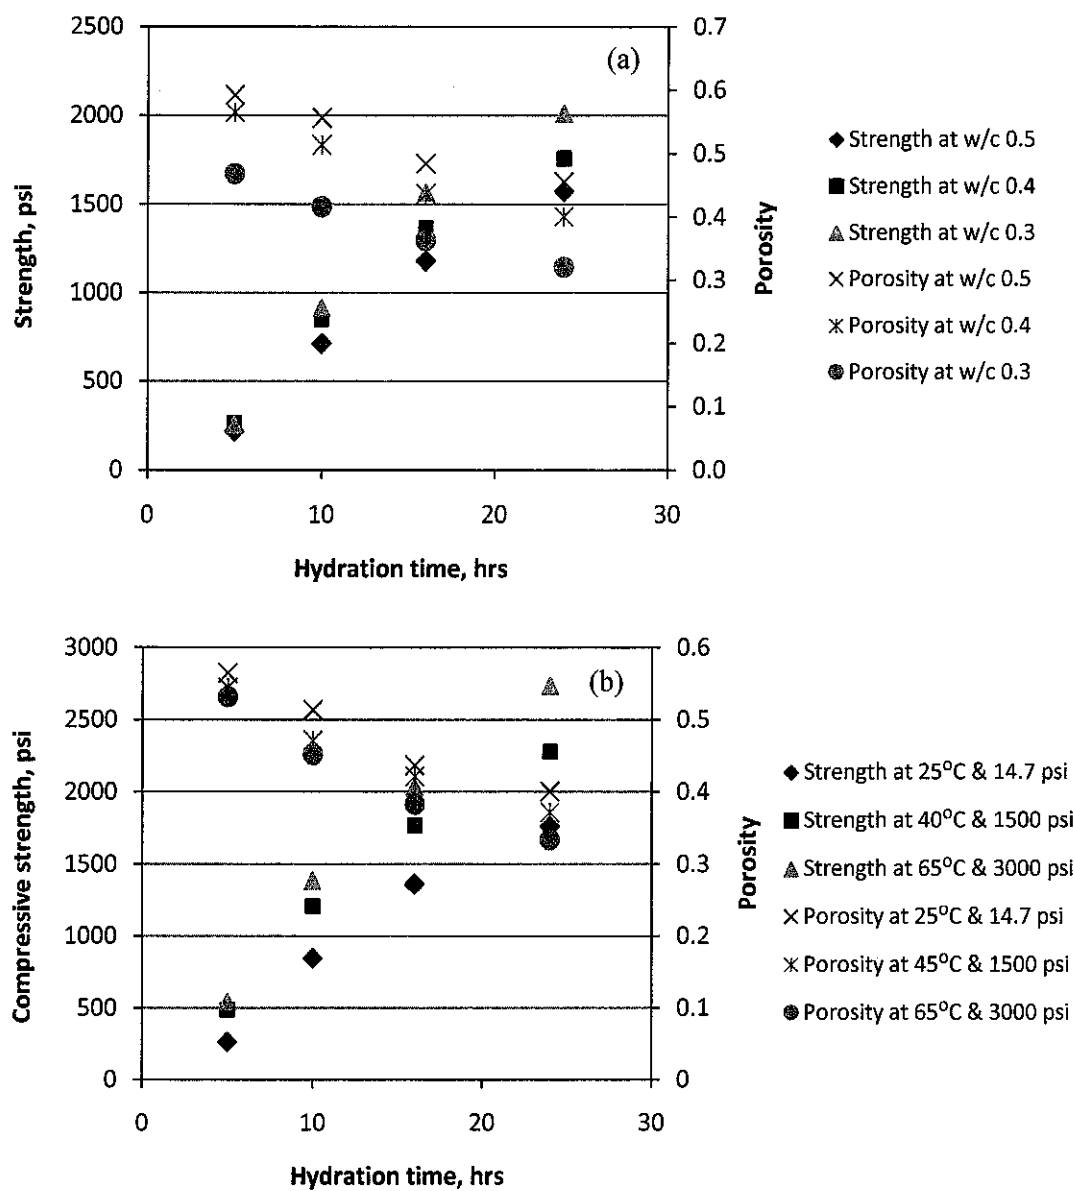 (a)
2500
2000
1500
1000
500
0
Strength, psi
0.7
0.6
0.5
0.4
0.3
0.2
0.1
0.0
Porosity
0 10 20 30
Hydration time, hrs
Strength at w/c 0.5
Strength at w/c 0.4
Strength at w/c 0.3
Porosity at w/c 0.5
Porosity at w/c 0.4
Porosity at w/c 0.3
(b)
3000
2500
2000
1500
1000
500
0
Compressive strength, psi
0.6
0.5
0.4
0.3
0.2
0.1
0
Porosity
0 10 20 30
Hydration time, hrs
Strength at 25°C & 14.7 psi
Strength at 40°C & 1500 psi
Strength at 65°C & 3000 psi
Porosity at 25°C & 14.7 psi
Porosity at 45°C & 1500 psi
Porosity at 65°C & 3000 psi